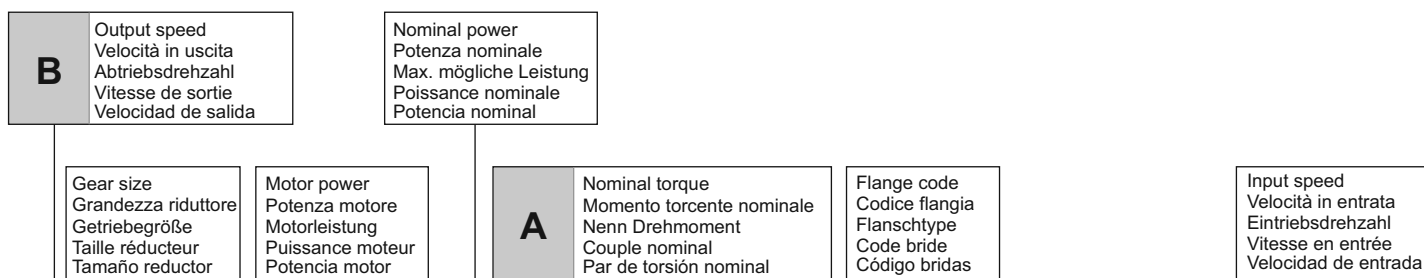 B
Output speed
Velocità in uscita
Abtriebsdrehzahl
Vitesse de sortie
Velocidad de salida
Nominal power
Potenza nominale
Max. mögliche Leistung
Poissance nominale
Potencia nominal
Gear size
Grandezza riduttore
Getriebegröße
Taille réducteur
Tamaño reductor
Motor power
Potenza motore
Motorleistung
Puissance moteur
Potencia motor
A
Nominal torque
Momento torcente nominale
Nenn Drehmoment
Couple nominal
Par de torsión nominal
Flange code
Codice flangia
Flanschtype
Code bride
Código bridas
Input speed
Velocità in entrata
Eintriebsdrehzahl
Vitesse en entrée
Velocidad de entrada